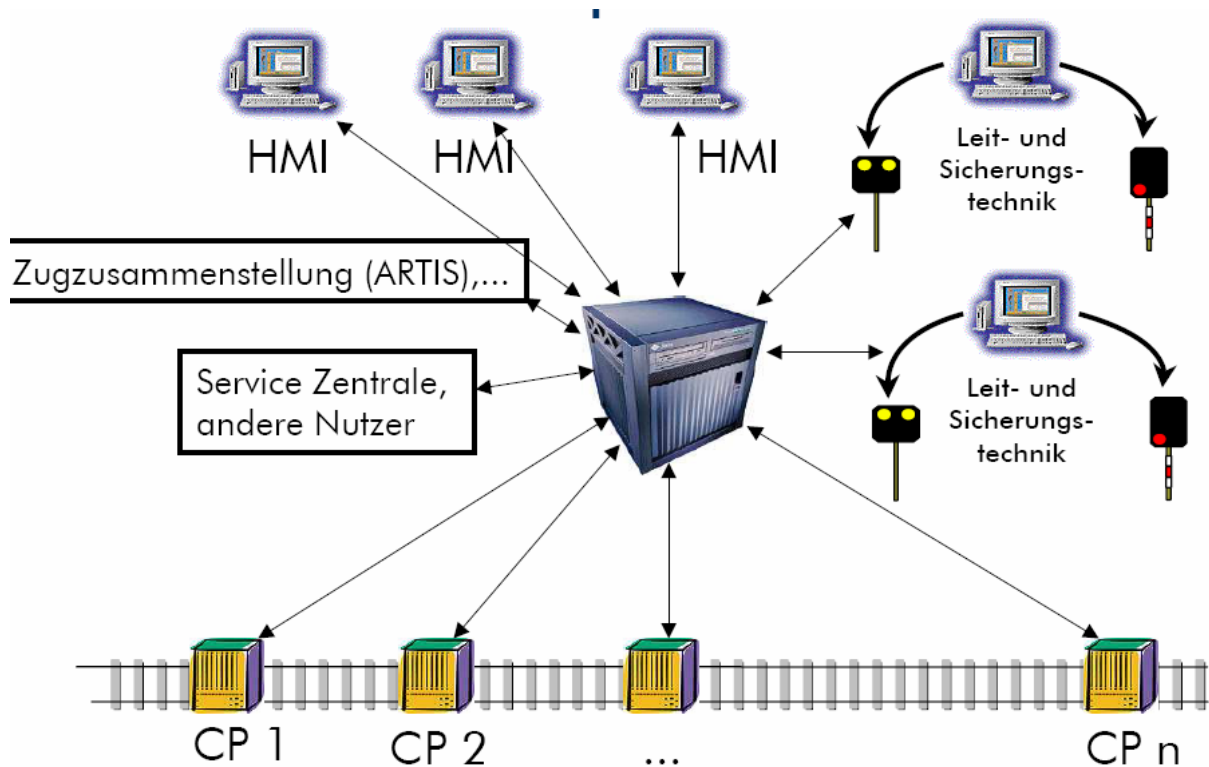 HMI
HMI
HMI
Leit- und
Sicherungs-
technik
Zugzusammenstellung (ARTIS),...
Service Zentrale,
andere Nutzer
Leit- und
Sicherungs-
technik
CP 1
CP 2
...
CP n